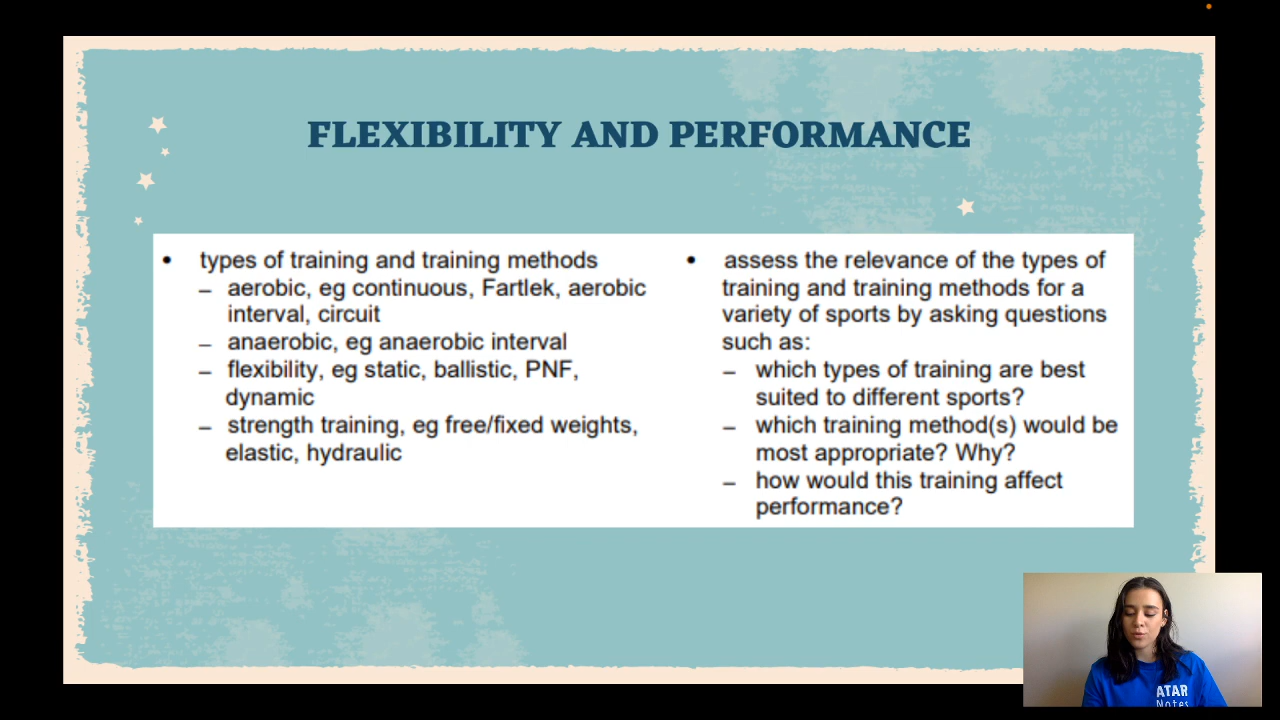 FLEXIBILITY AND PERFORMANCE
• types of training and training methods
– aerobic, eg continuous, Fartlek, aerobic
interval, circuit
– anaerobic, eg anaerobic interval
– flexibility, eg static, ballistic, PNF,
dynamic
– strength training, eg free/fixed weights,
elastic, hydraulic
• assess the relevance of the types of
training and training methods for a
variety of sports by asking questions
such as:
– which types of training are best
suited to different sports?
– which training method(s) would be
most appropriate? Why?
– how would this training affect
performance?
ATAR
Notes